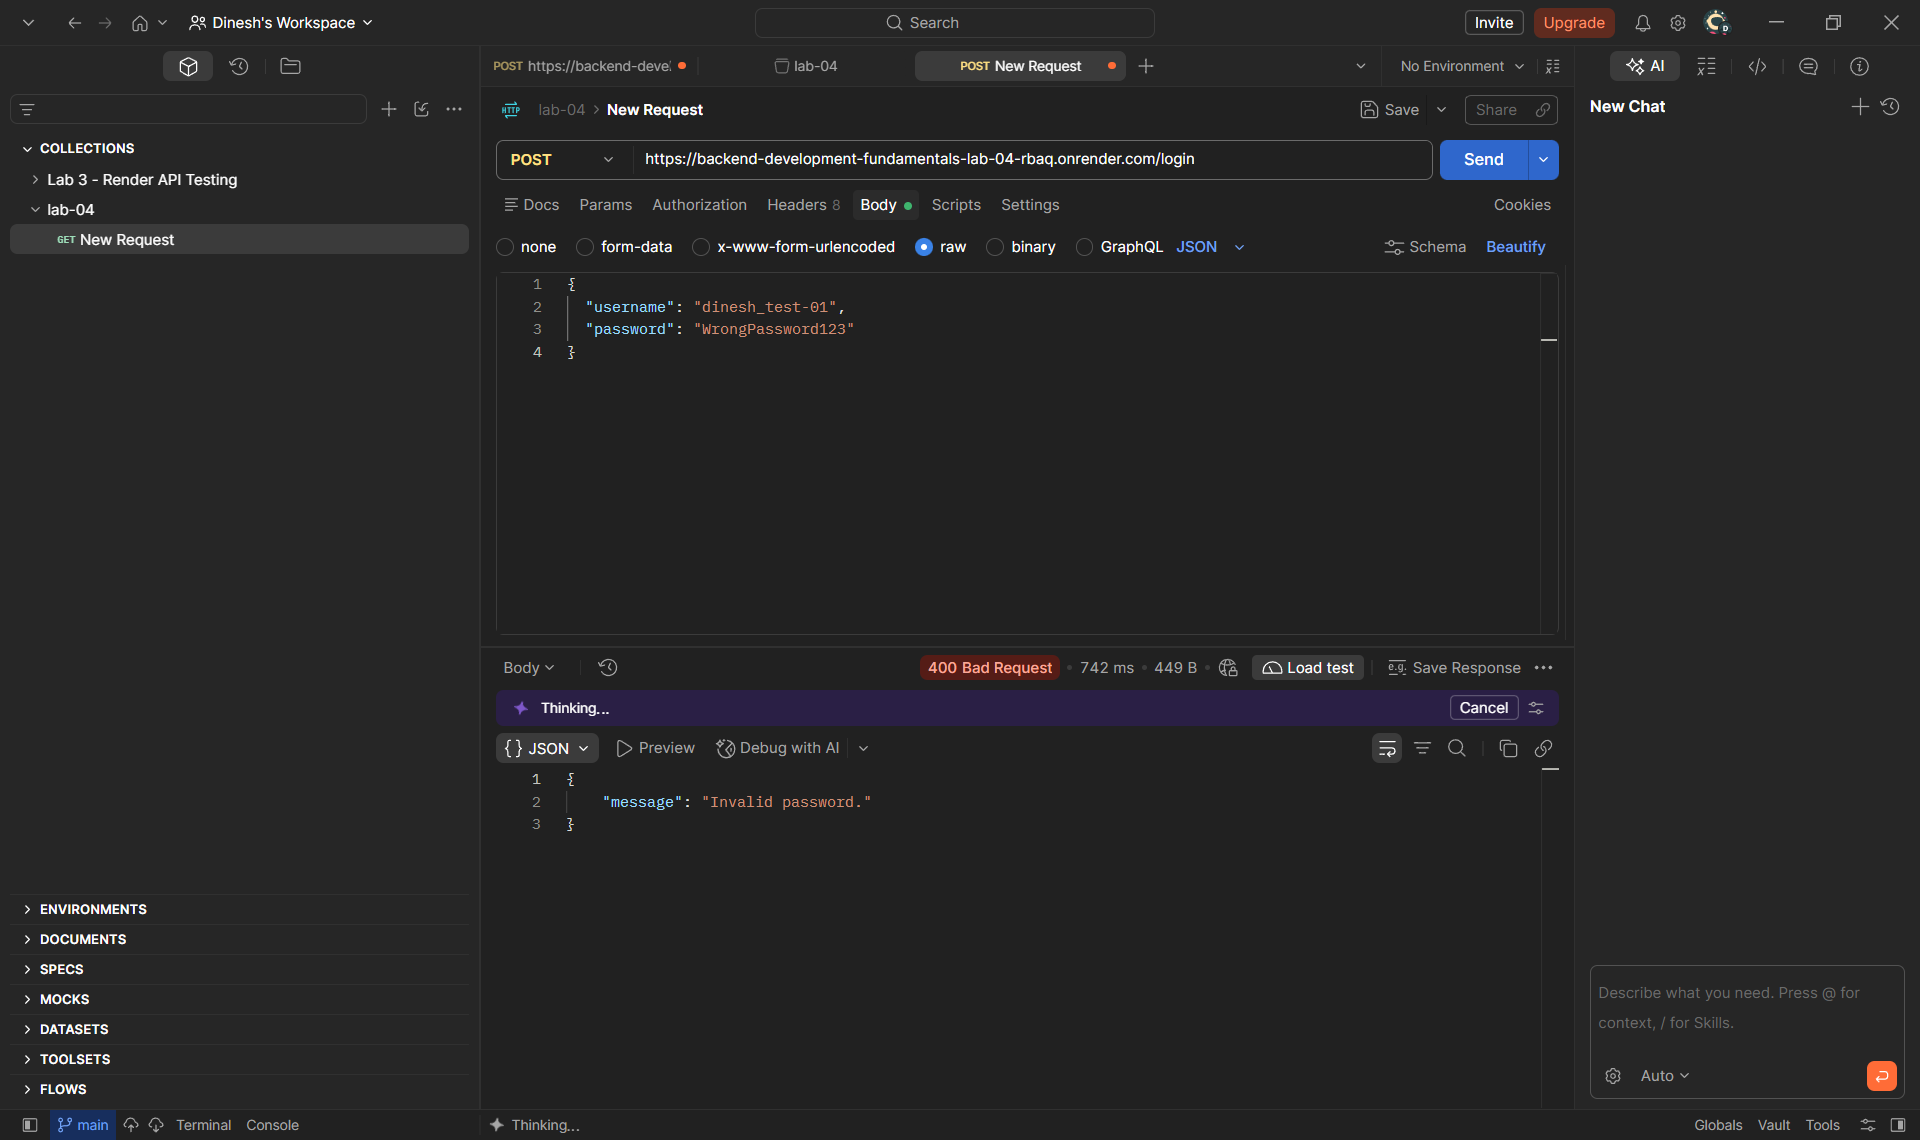 Dinesh's Workspace
Search
Invite
Upgrade
POST https://backend-deve
lab-04
POST New Request
No Environment
AI
lab-04 > New Request
Save
Share
New Chat
COLLECTIONS
Lab 3 - Render API Testing
lab-04
GET New Request
POST
https://backend-development-fundamentals-lab-04-rbaq.onrender.com/login
Send
Docs
Params
Authorization
Headers 8
Body
Scripts
Settings
Cookies
none
form-data
x-www-form-urlencoded
raw
binary
GraphQL
JSON
Schema
Beautify
1 {
2 "username": "dinesh_test-01",
3 "password": "WrongPassword123"
4 }
Body
400 Bad Request • 742 ms • 449 B •
Load test
e.g. Save Response
Thinking...
Cancel
{} JSON
Preview
Debug with AI
1 {
2 "message": "Invalid password."
3 }
ENVIRONMENTS
DOCUMENTS
SPECS
MOCKS
DATASETS
TOOLSETS
FLOWS
Describe what you need. Press @ for
context, / for Skills.
Auto
main
Terminal
Console
Thinking...
Globals
Vault
Tools